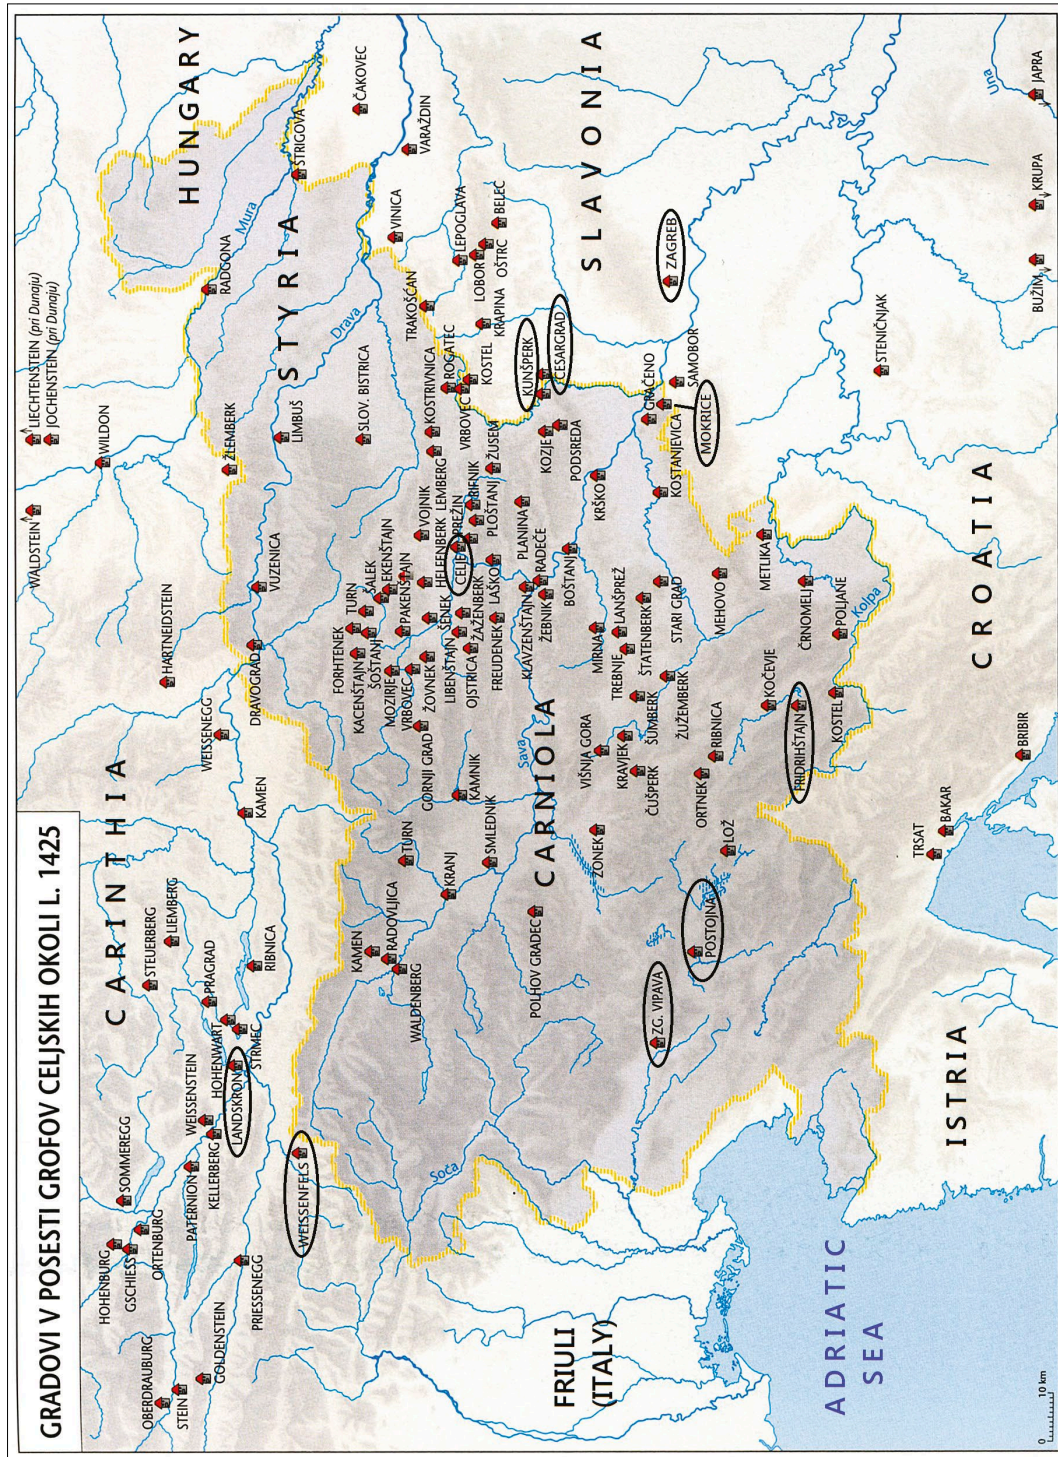 GRADOVI V POSESTI GROFOV CELJSKIH OKOLI L. 1425
CARINTHIA
HUNGARY
STYRIA
CARNIOLA
SLAVONIA
CROATIA
ISTRIA
FRIULI
(ITALY)
ADRIATIC
SEA
LIECHTENSTEIN (pri Dunaju)
JOCHENSTEIN (pri Dunaju)
WALDSTEIN
WILDON
HARTNEIDSTEIN
WEISSENEGG
KAMEN
STEUERBERG
LIEMBERG
PRAGRAD
RIBNICA
HOHENWART
STRMEC
LANDSKRON
WEISSENSTEIN
KELLERBERG
PATERNION
SOMMEREGG
HOHENBURG
GSCHIESS
ORTENBURG
OBERDRAUBURG
STEIN
GOLDENSTEIN
PRIESSENEGG
WEISSENFELS
RADGONA
Mura
STRIGOVA
ČAKOVEC
VARAŽDIN
Drava
ŽLEMBERK
LIMBUŠ
SLOV. BISTRICA
VUZENICA
DRAVOGRAD
VINICA
LEPOGLAVA
BELEC
LOBOR
OŠTRC
TRAKOŠČAN
KRAPINA
ROGATEC
KOSTEL
VRBOVEC
KOSTRIVNICA
KUNŠPERK
CESARGRAD
LEMBERG
ŽUSEM
VOJNIK
HELFENBERK
PREŽIN
RIFNIK
PLOŠTANJ
CELJE
LAŠKO
ŽAŽENBERK
FREUDENEK
FORHTENEK
TURN
ŠALEK
EKENŠTAJN
KACENŠTAJN
ŠOŠTANJ
PAKENŠTAJN
MOZIRJE
VRBOVEC
ŽOVNEK
ŠENEK
LIBENŠTAJN
OJSTRICA
GORNJI GRAD
KAMNIK
SMLEDNIK
TURN
KRANJ
KAMEN
RADOVLJICA
WALDENBERG
POLHOV GRADEC
Sava
Soča
KOZJE
PODSREDA
PLANINA
RADEČE
KLAVZENŠTAJN
ŽEBNIK
BOŠTANJ
KRŠKO
KOSTANJEVICA
GRAČENO
SAMOBOR
MOKRICE
ZAGREB
MIRNA
LANŠPREŽ
TREBNJE
ŠTATENBERK
STARI GRAD
MEHOVO
ŠUMBERK
ŽUŽEMBERK
VIŠNJA GORA
KRAVJEK
ČUŠPERK
ORTNEK
RIBNICA
KOČEVJE
FRIDRIHŠTAJN
KOSTEL
POLJANE
Kolpa
ČRNOMELJ
METLIKA
ŽONEK
LOŽ
POSTOJNA
ZG. VIPAVA
TRSAT
BAKAR
BRIBIR
STENIČNJAK
BUŽIM
KRUPA
JAPRA
Una
0
10 km